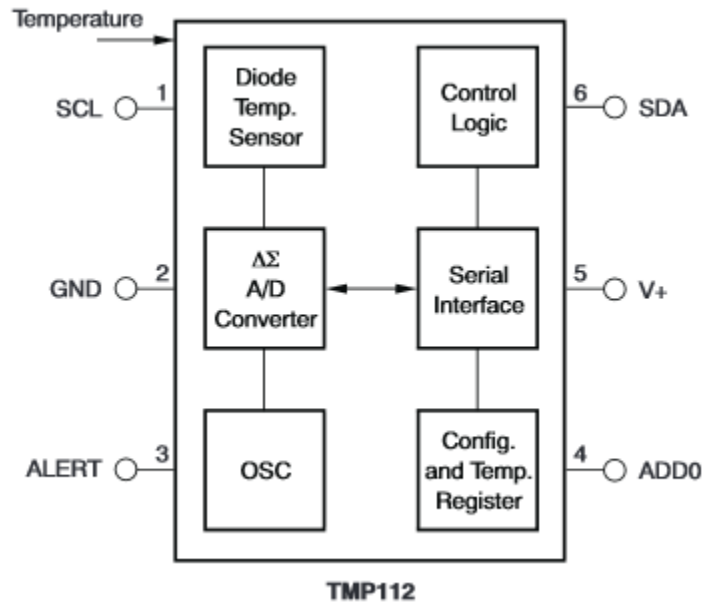 Temperature
SCL
1
Diode
Temp.
Sensor
Control
Logic
6
SDA
GND
2
ΔΣ
A/D
Converter
Serial
Interface
5
V+
ALERT
3
OSC
Config.
and Temp.
Register
4
ADD0
TMP112